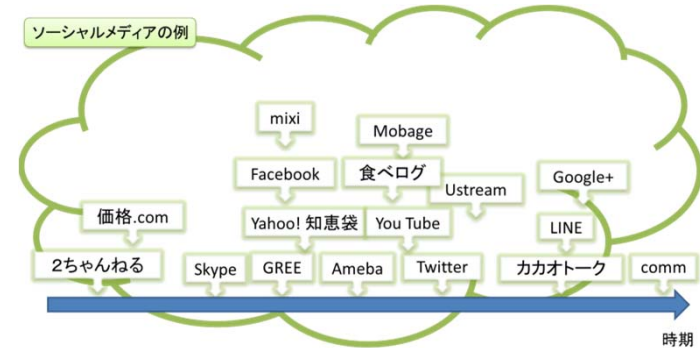 ソーシャルメディアの例
mixi
Mobage
Facebook
食べログ
Ustream
Google+
価格.com
Yahoo! 知恵袋
You Tube
LINE
2ちゃんねる
Skype
GREE
Ameba
Twitter
カカオトーク
comm
時期